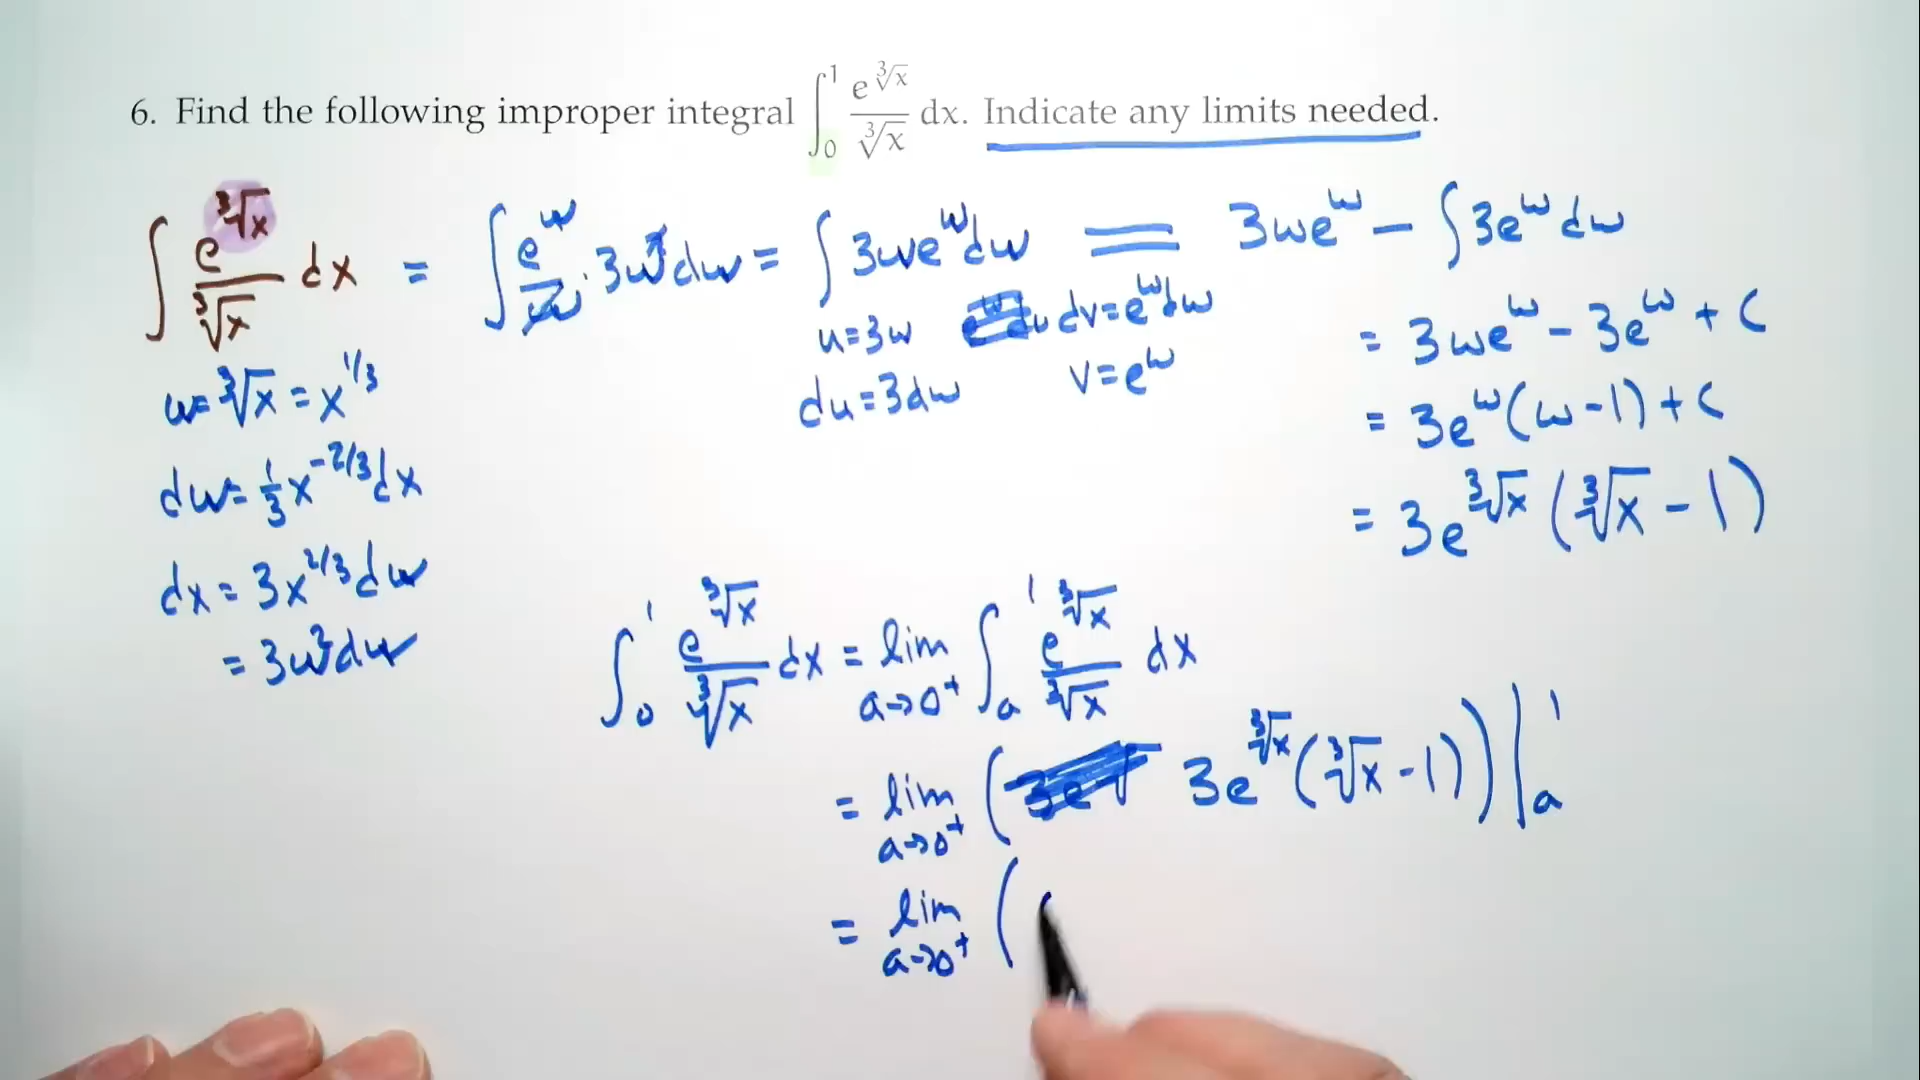 6. Find the following improper integral ∫₀¹ e^∛x / ∛x dx. Indicate any limits needed.
∫ e^∛x / ∛x dx = ∫ e^w / w · 3w² dw = ∫ 3we^w dw = 3we^w − ∫ 3e^w dw
u=3w dv=e^w dw
du=3dw v=e^w
= 3we^w − 3e^w + C
= 3e^w (w−1) + C
= 3e^∛x (∛x − 1)
w = ∛x = x^1/3
dw = 1/3 x^−2/3 dx
dx = 3x^2/3 dw
= 3w² dw
∫₀¹ e^∛x / ∛x dx = lim a→0⁺ ∫ₐ¹ e^∛x / ∛x dx
= lim a→0⁺ ( 3e^∛x (∛x − 1) ) |ₐ¹
= lim a→0⁺ (